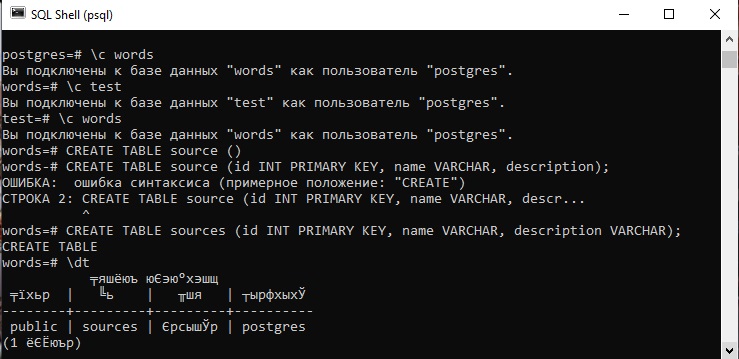 SQL Shell (psql)
postgres=# \c words
Вы подключены к базе данных "words" как пользователь "postgres".
words=# \c test
Вы подключены к базе данных "test" как пользователь "postgres".
test=# \c words
Вы подключены к базе данных "words" как пользователь "postgres".
words=# CREATE TABLE source ()
words-# CREATE TABLE source (id INT PRIMARY KEY, name VARCHAR, description);
ОШИБКА:  ошибка синтаксиса (примерное положение: "CREATE")
СТРОКА 2: CREATE TABLE source (id INT PRIMARY KEY, name VARCHAR, descr...
          ^
words=# CREATE TABLE sources (id INT PRIMARY KEY, name VARCHAR, description VARCHAR);
CREATE TABLE
words=# \dt
           ╤яшёюъ юЄэю°хэшщ
 ╤їхьр  |   ╚ь    |   ╥шя   | ┬ырфхыхЎ
--------+---------+---------+----------
 public | sources | ЄрсышЎр | postgres
(1 ёЄЁюър)